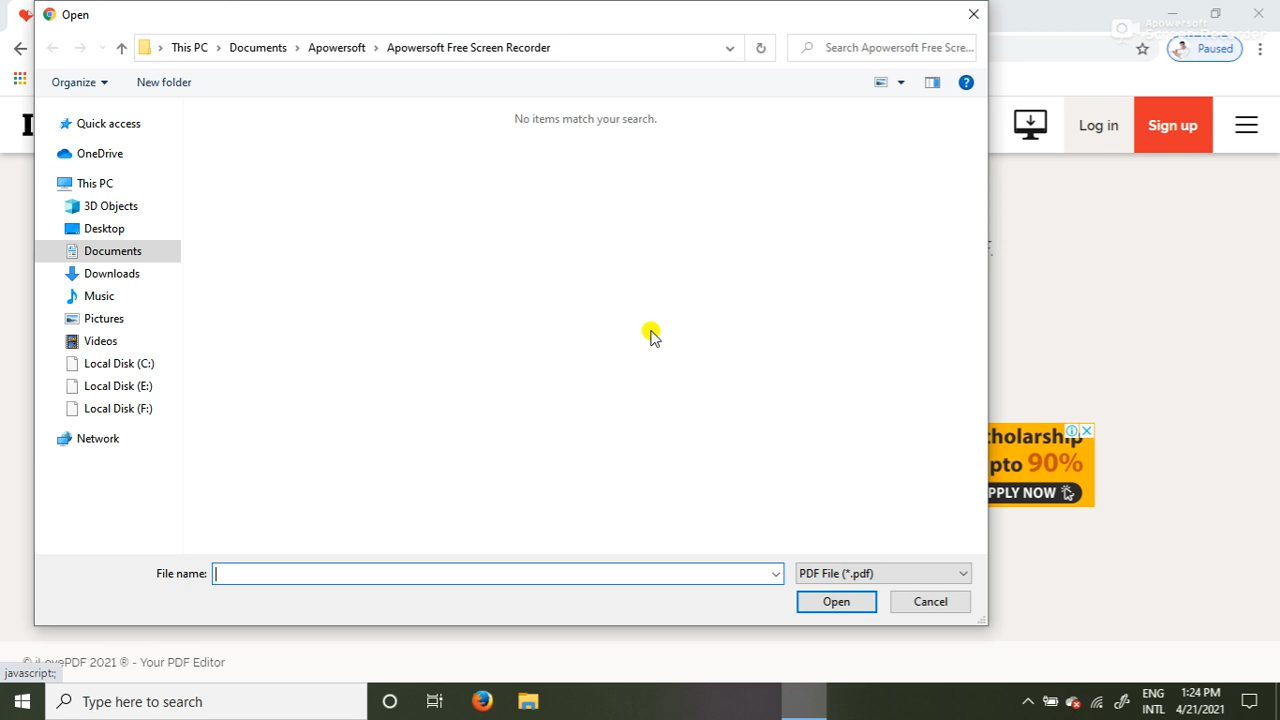 Open
Apowersoft
Screen Recorder
This PC > Documents > Apowersoft > Apowersoft Free Screen Recorder
Search Apowersoft Free Scre...
Paused
Organize
New folder
No items match your search.
Log in
Sign up
Quick access
OneDrive
This PC
3D Objects
Desktop
Documents
Downloads
Music
Pictures
Videos
Local Disk (C:)
Local Disk (E:)
Local Disk (F:)
Network
cholarship
pto 90%
PPLY NOW
File name:
PDF File (*.pdf)
Open
Cancel
© iLovePDF 2021 ® - Your PDF Editor
javascript:;
Type here to search
ENG
INTL
1:24 PM
4/21/2021